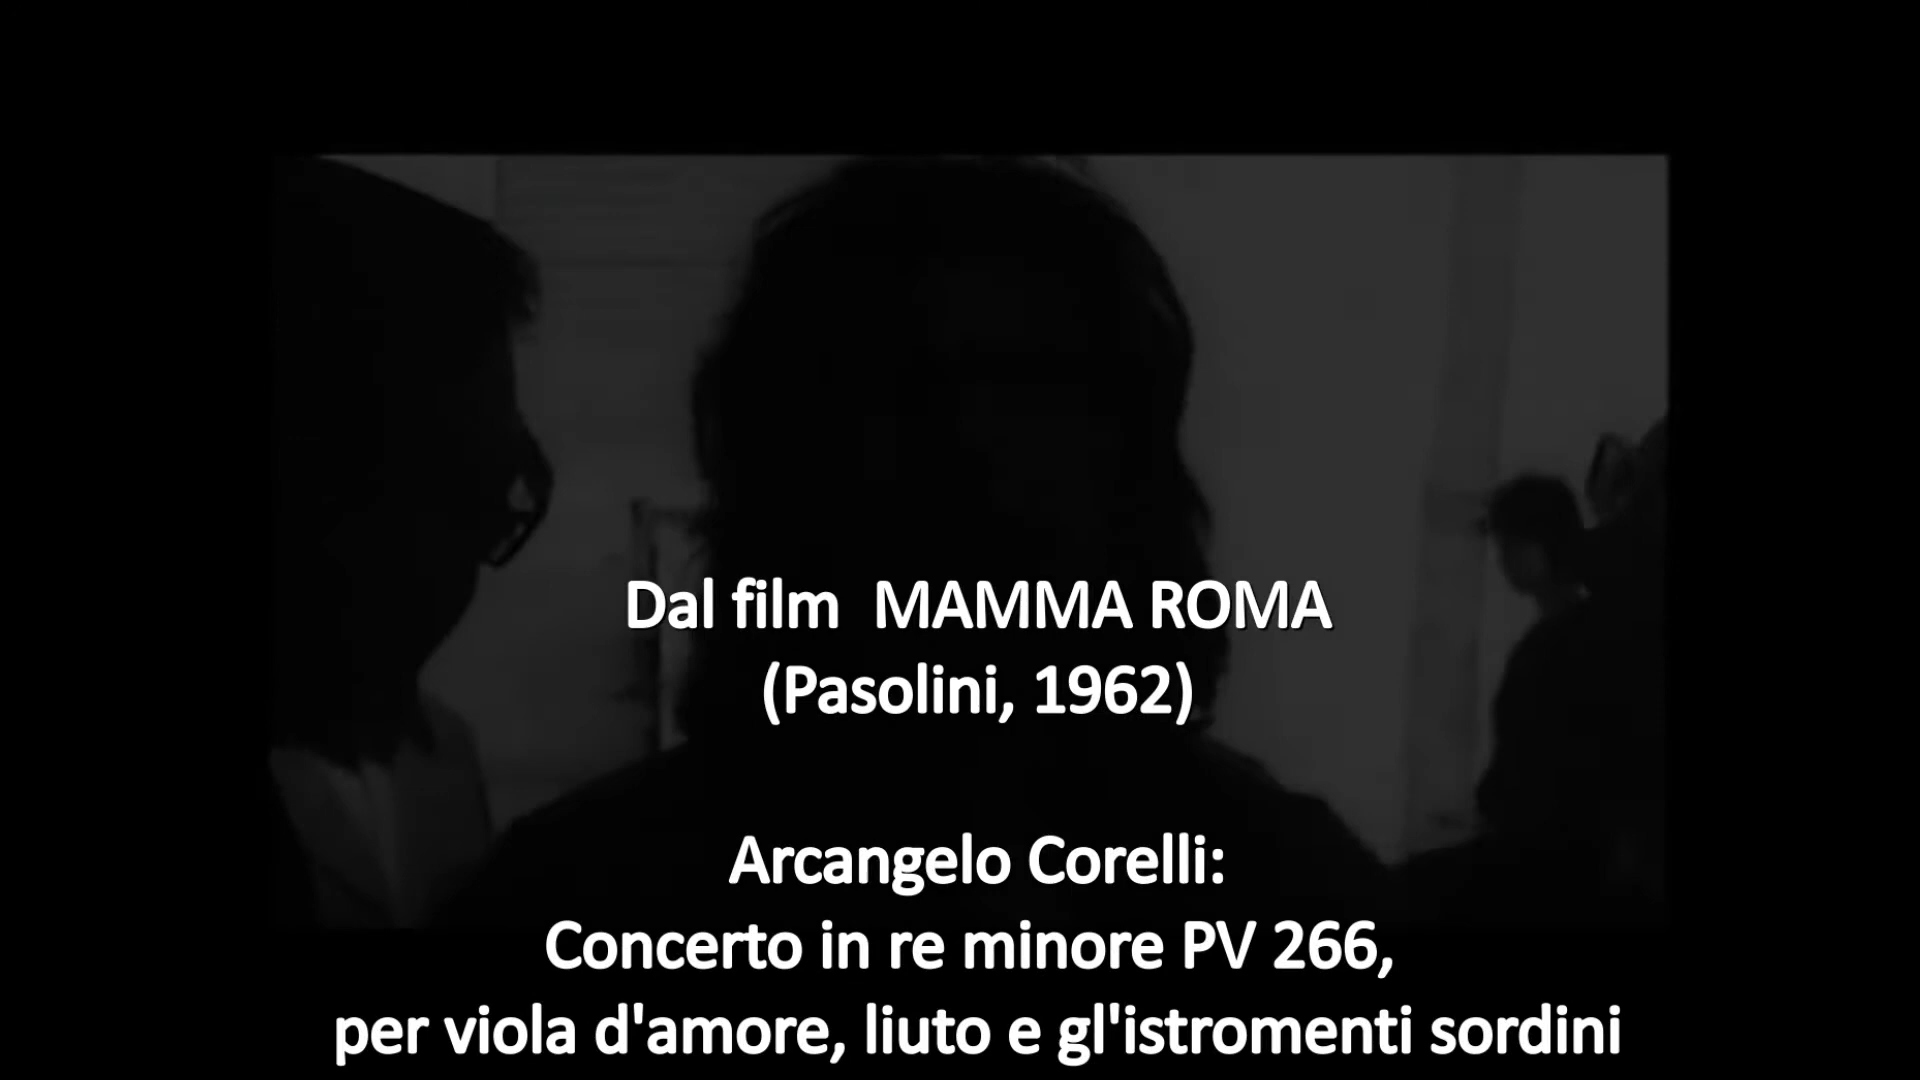 Dal film  MAMMA ROMA
(Pasolini, 1962)
Arcangelo Corelli:
Concerto in re minore PV 266,
per viola d'amore, liuto e gl'istromenti sordini